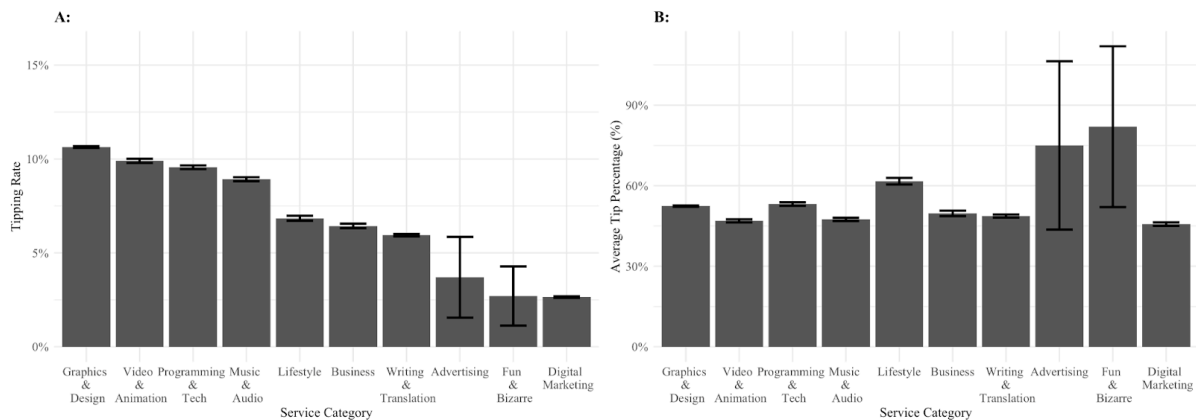 A:
15%
10%
5%
0%
Tipping Rate
Graphics & Design
Video & Animation
Programming & Tech
Music & Audio
Lifestyle
Business
Writing & Translation
Advertising
Fun & Bizarre
Digital Marketing
Service Category
B:
90%
60%
30%
0%
Average Tip Percentage (%)
Graphics & Design
Video & Animation
Programming & Tech
Music & Audio
Lifestyle
Business
Writing & Translation
Advertising
Fun & Bizarre
Digital Marketing
Service Category